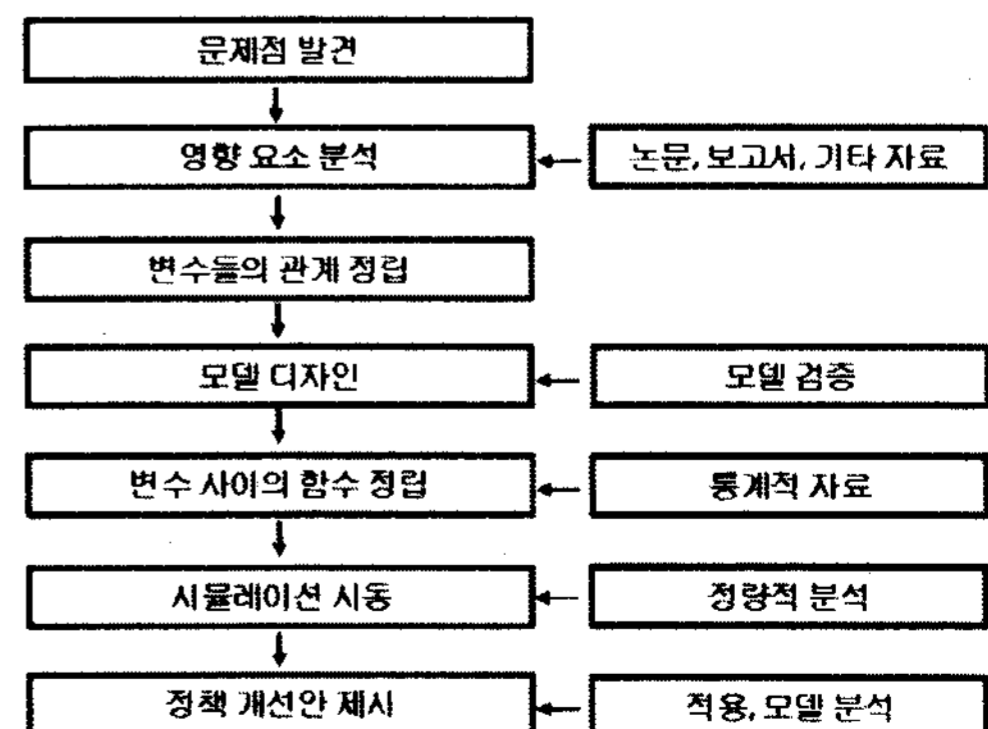 문제점 발견
영향 요소 분석
논문, 보고서, 기타 자료
변수들의 관계 정립
모델 디자인
모델 검증
변수 사이의 함수 정립
통계적 자료
시뮬레이션 시동
정량적 분석
정책 개선안 제시
적용, 모델 분석